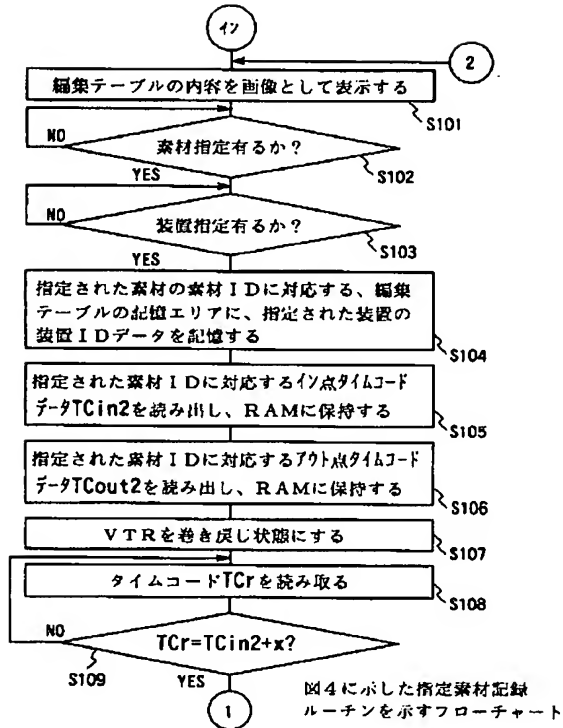 イン
2
編集テーブルの内容を画像として表示する
S101
NO
素材指定有るか?
S102
YES
NO
装置指定有るか?
S103
YES
指定された素材の素材IDに対応する、編集
テーブルの記憶エリアに、指定された装置の
装置IDデータを記憶する
S104
指定された素材IDに対応するイン点タイムコード
データTCin2を読み出し、RAMに保持する
S105
指定された素材IDに対応するアウト点タイムコード
データTCout2を読み出し、RAMに保持する
S106
VTRを巻き戻し状態にする
S107
タイムコードTCrを読み取る
S108
NO
TCr=TCin2+x?
S109
YES
1
図4に示した指定素材記録
ルーチンを示すフローチャート